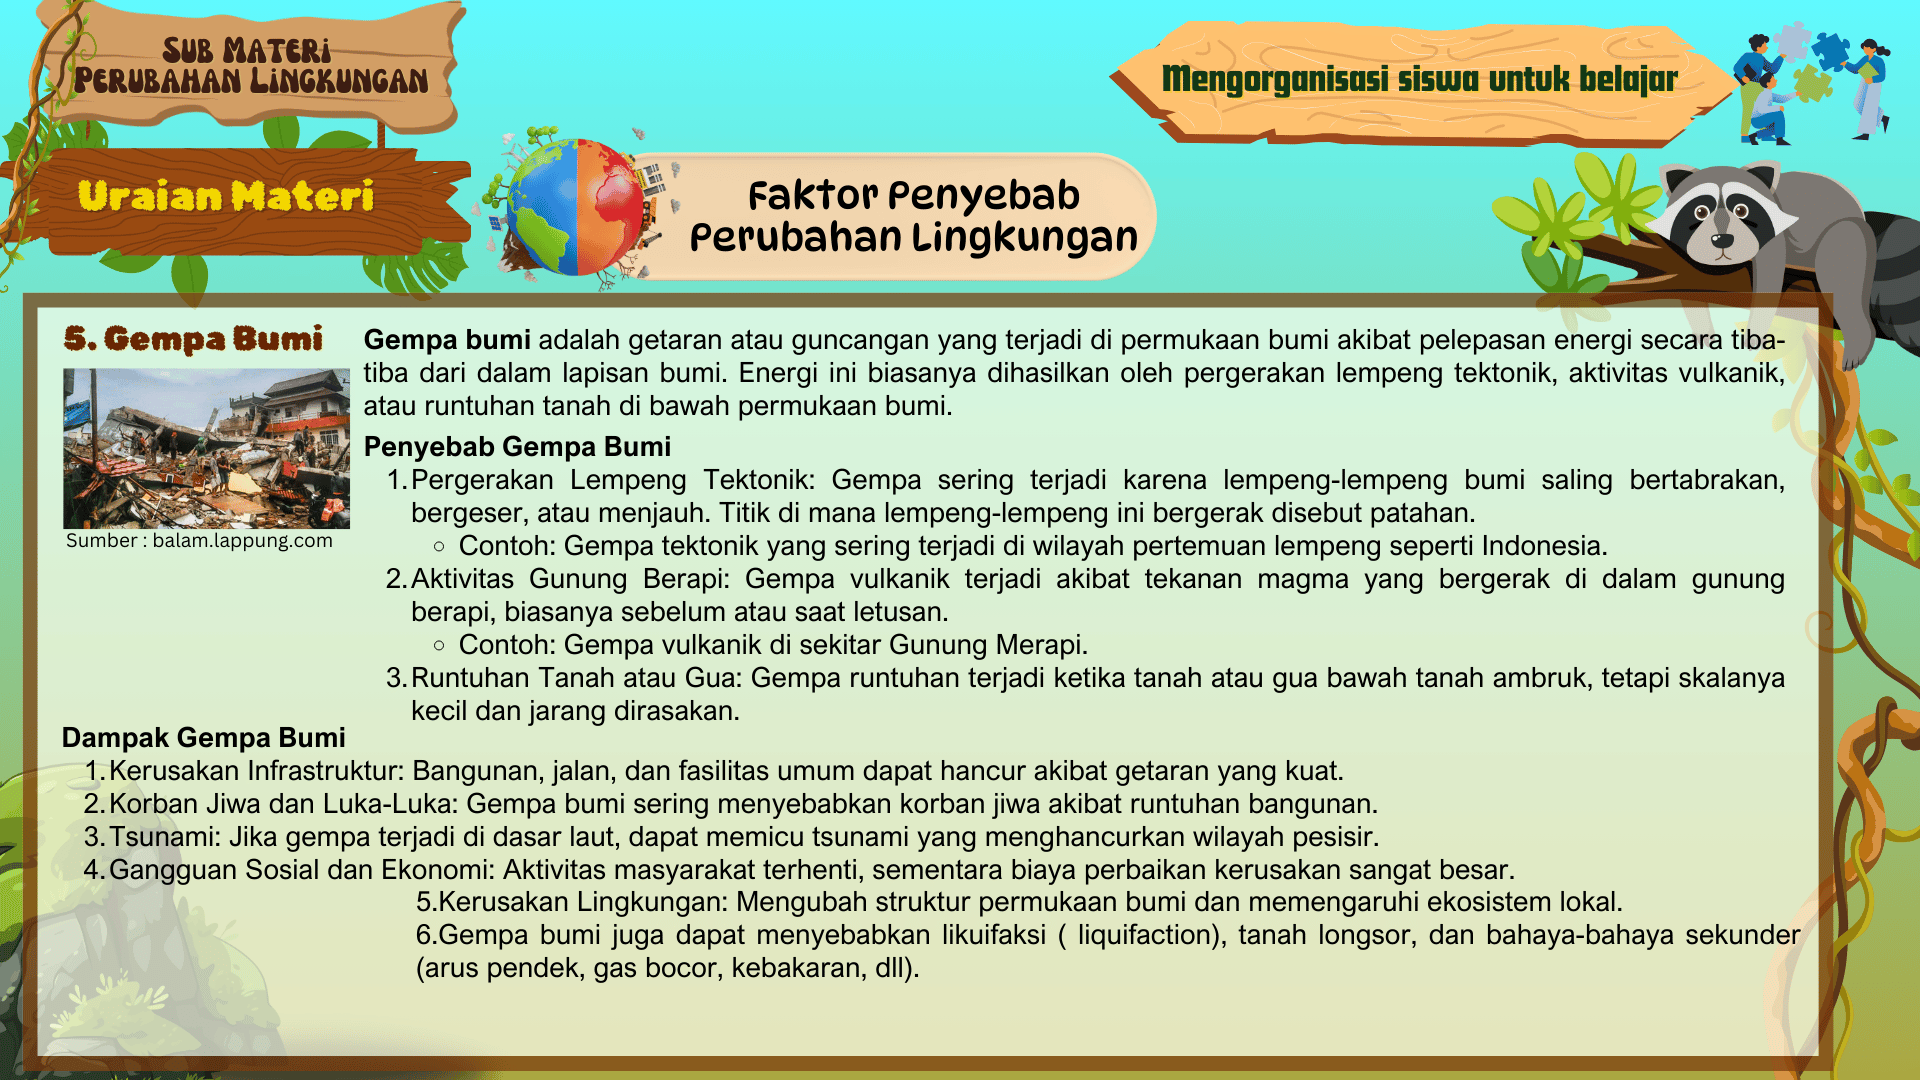 SUB MATERI
PERUBAHAN LINGKUNGAN
Mengorganisasi siswa untuk belajar
Uraian Materi
Faktor Penyebab
Perubahan Lingkungan
5. Gempa Bumi
Sumber : balam.lappung.com
Gempa bumi adalah getaran atau guncangan yang terjadi di permukaan bumi akibat pelepasan energi secara tiba-
tiba dari dalam lapisan bumi. Energi ini biasanya dihasilkan oleh pergerakan lempeng tektonik, aktivitas vulkanik,
atau runtuhan tanah di bawah permukaan bumi.
Penyebab Gempa Bumi
1. Pergerakan Lempeng Tektonik: Gempa sering terjadi karena lempeng-lempeng bumi saling bertabrakan,
bergeser, atau menjauh. Titik di mana lempeng-lempeng ini bergerak disebut patahan.
○ Contoh: Gempa tektonik yang sering terjadi di wilayah pertemuan lempeng seperti Indonesia.
2. Aktivitas Gunung Berapi: Gempa vulkanik terjadi akibat tekanan magma yang bergerak di dalam gunung
berapi, biasanya sebelum atau saat letusan.
○ Contoh: Gempa vulkanik di sekitar Gunung Merapi.
3. Runtuhan Tanah atau Gua: Gempa runtuhan terjadi ketika tanah atau gua bawah tanah ambruk, tetapi skalanya
kecil dan jarang dirasakan.
Dampak Gempa Bumi
1. Kerusakan Infrastruktur: Bangunan, jalan, dan fasilitas umum dapat hancur akibat getaran yang kuat.
2. Korban Jiwa dan Luka-Luka: Gempa bumi sering menyebabkan korban jiwa akibat runtuhan bangunan.
3. Tsunami: Jika gempa terjadi di dasar laut, dapat memicu tsunami yang menghancurkan wilayah pesisir.
4. Gangguan Sosial dan Ekonomi: Aktivitas masyarakat terhenti, sementara biaya perbaikan kerusakan sangat besar.
5.Kerusakan Lingkungan: Mengubah struktur permukaan bumi dan memengaruhi ekosistem lokal.
6.Gempa bumi juga dapat menyebabkan likuifaksi ( liquifaction), tanah longsor, dan bahaya-bahaya sekunder
(arus pendek, gas bocor, kebakaran, dll).